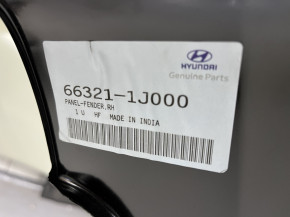 HYUNDAI
Genuine Parts
66321-1J000
PANEL-FENDER,RH
1 U HF MADE IN INDIA